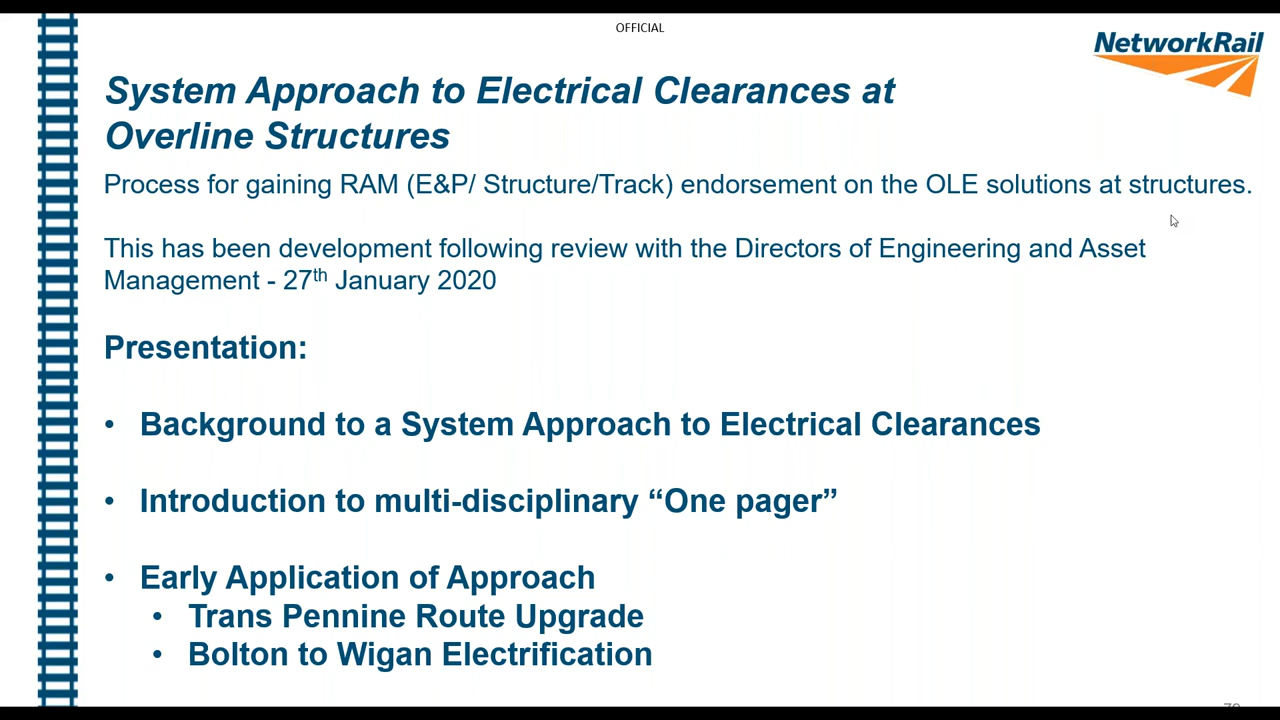 OFFICIAL
NetworkRail
System Approach to Electrical Clearances at
Overline Structures
Process for gaining RAM (E&P/ Structure/Track) endorsement on the OLE solutions at structures.
This has been development following review with the Directors of Engineering and Asset
Management - 27th January 2020
Presentation:
• Background to a System Approach to Electrical Clearances
• Introduction to multi-disciplinary “One pager”
• Early Application of Approach
• Trans Pennine Route Upgrade
• Bolton to Wigan Electrification